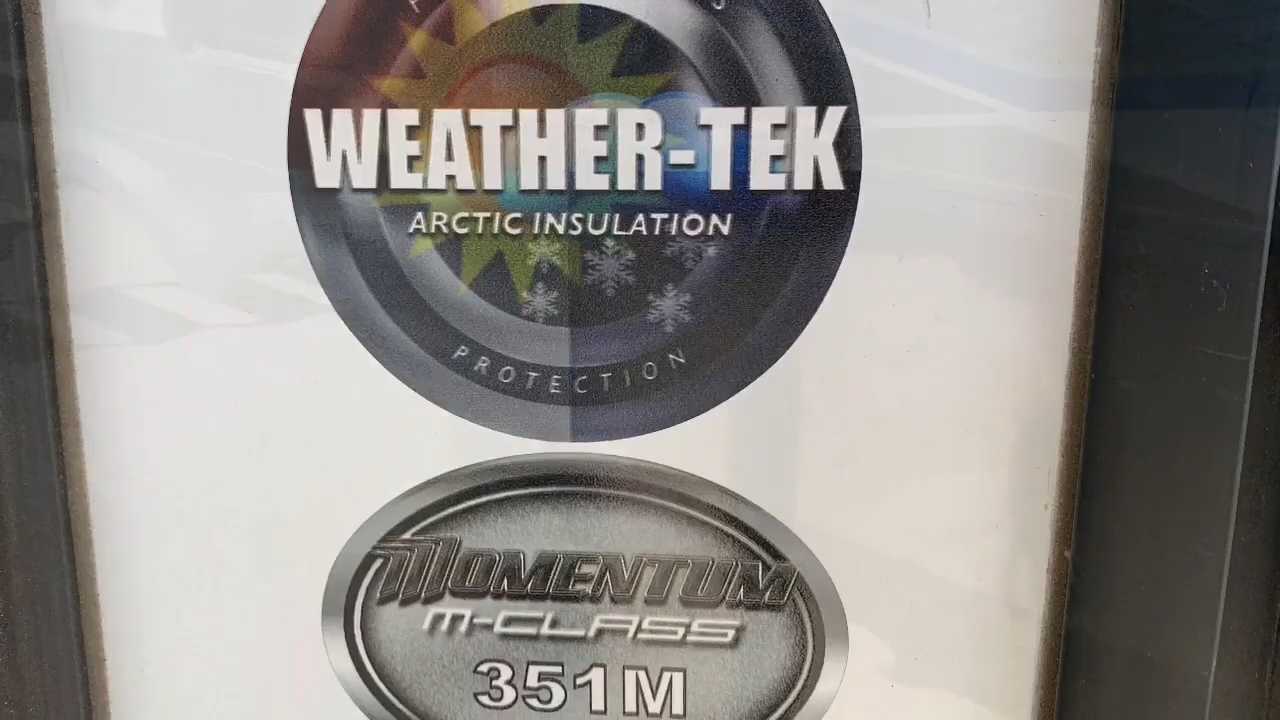 WEATHER-TEK
ARCTIC INSULATION
PROTECTION
MOMENTUM
M-CLASS
351M